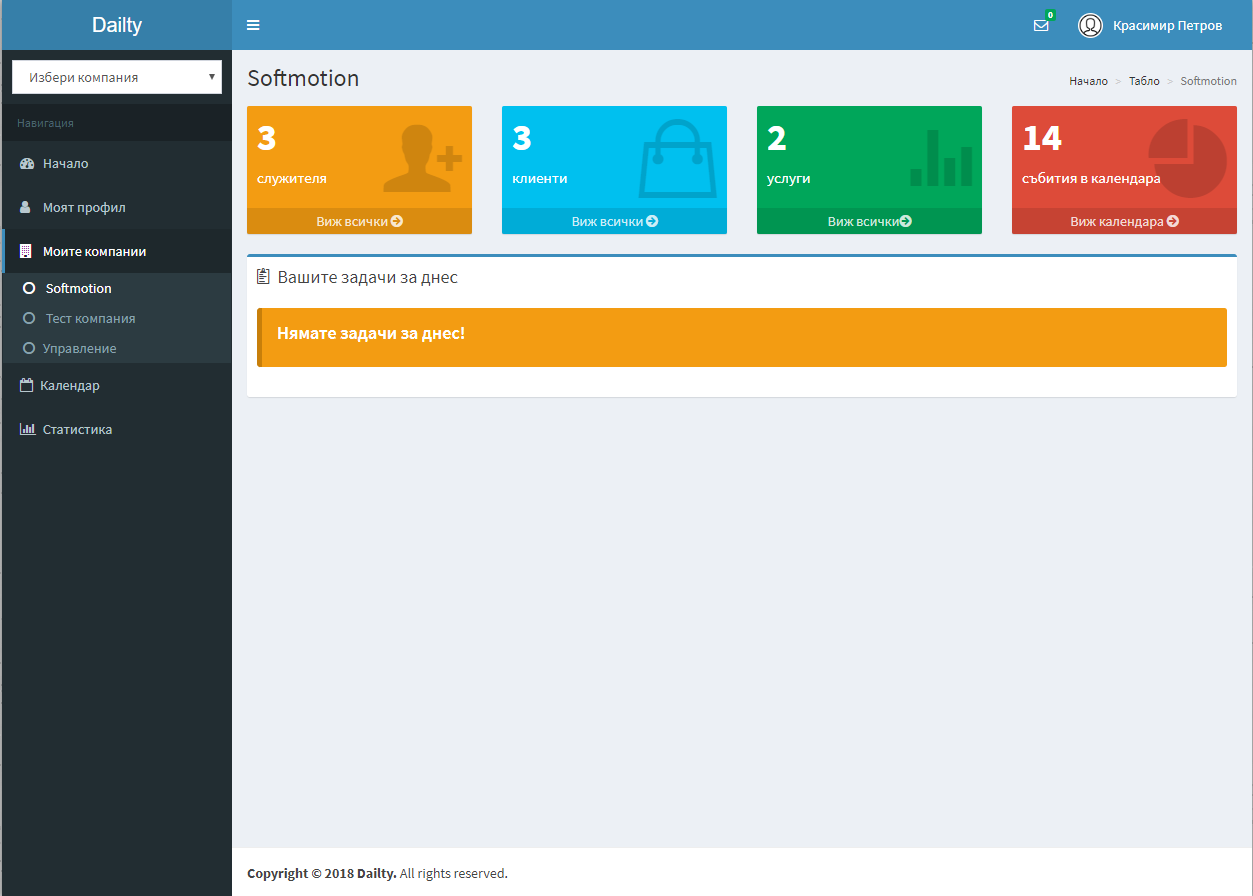 Dailty
0
Красимир Петров
Избери компания
Навигация
Начало
Моят профил
Моите компании
Softmotion
Тест компания
Управление
Календар
Статистика
Softmotion
Начало > Табло > Softmotion
3
служителя
Виж всички
3
клиенти
Виж всички
2
услуги
Виж всички
14
събития в календара
Виж календара
Вашите задачи за днес
Нямате задачи за днес!
Copyright © 2018 Dailty. All rights reserved.